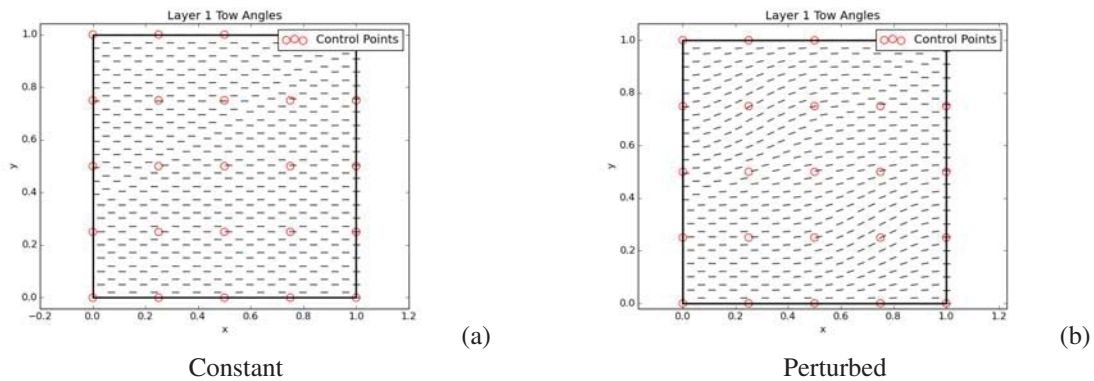 Layer 1 Tow Angles
Control Points
1.0
0.8
0.6
0.4
0.2
0.0
y
−0.2 0.0 0.2 0.4 0.6 0.8 1.0 1.2
x
(a)
Constant
Layer 1 Tow Angles
Control Points
1.0
0.8
0.6
0.4
0.2
0.0
y
0.0 0.2 0.4 0.6 0.8 1.0 1.2
x
(b)
Perturbed